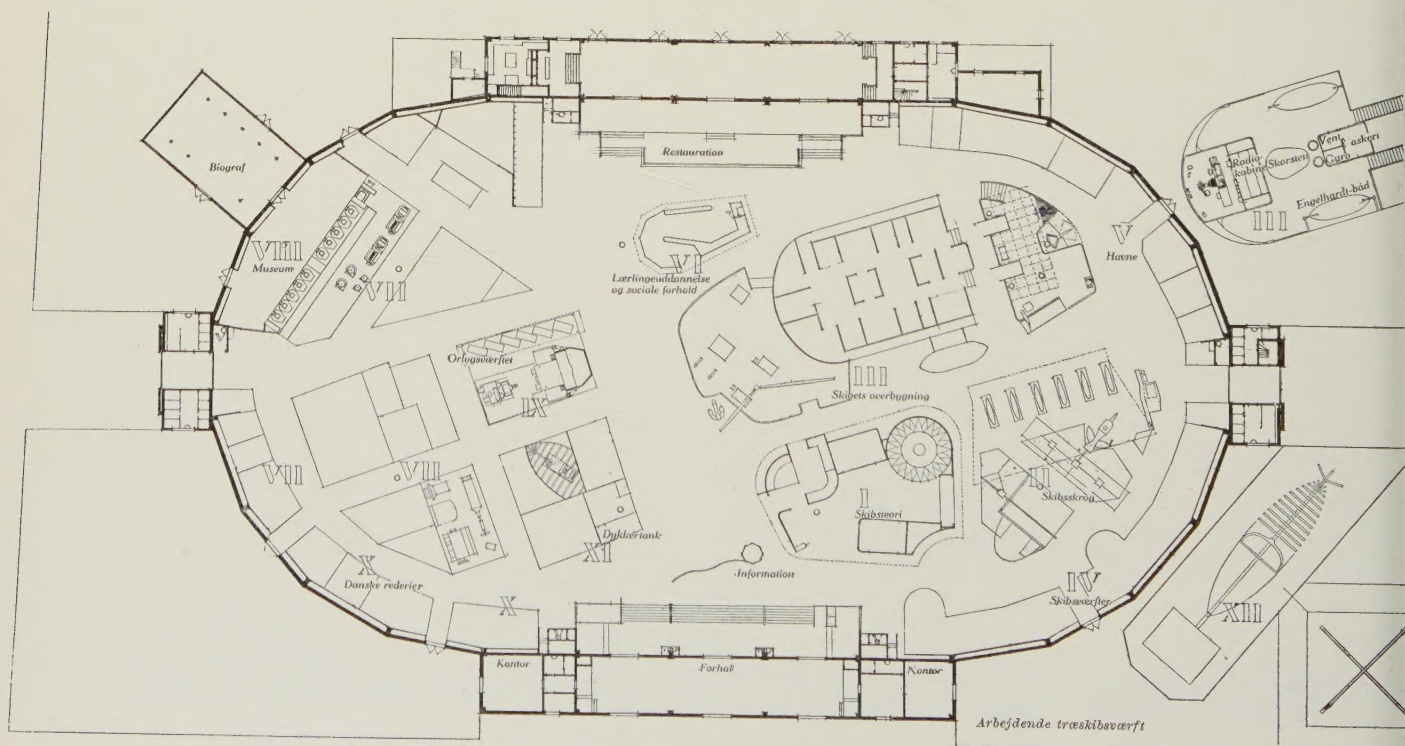 Restauration
Biograf
Vent
Maskeri
Radio-
kabine
Skorsten
Gyro
Engelhardt-båd
III
V
Havne
VIII
Museum
VII
VI
Lærlingeuddannelse
og sociale forhold
Orlogsværftet
IX
III
Skibets overbygning
VII
VII
II
Skibsskrog
I
Skibsteori
Dykkertank
XI
X
Danske rederier
Information
IV
Skibsværfter
X
XII
Kontor
Forhall
Kontor
Arbejdende træskibsværft